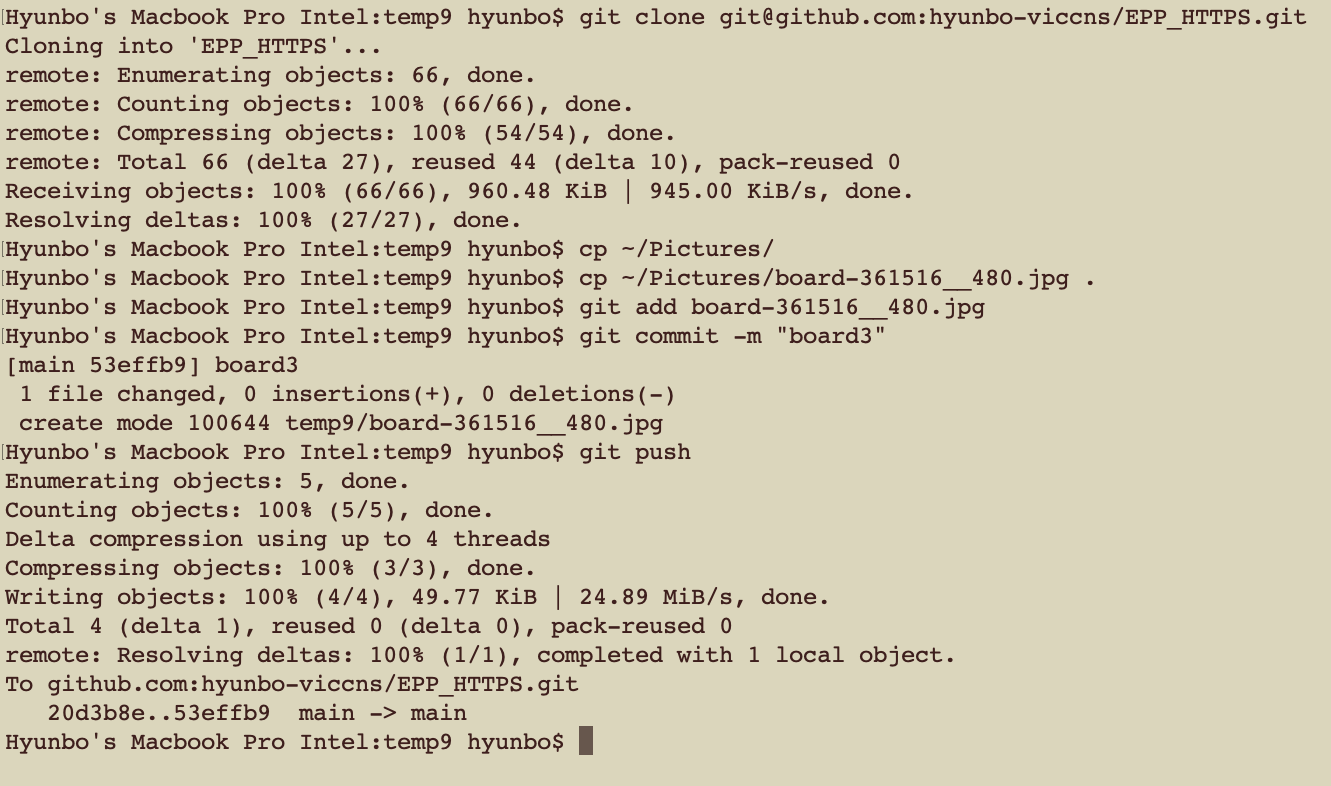 Hyunbo's Macbook Pro Intel:temp9 hyunbo$ git clone git@github.com:hyunbo-viccns/EPP_HTTPS.git
Cloning into 'EPP_HTTPS'...
remote: Enumerating objects: 66, done.
remote: Counting objects: 100% (66/66), done.
remote: Compressing objects: 100% (54/54), done.
remote: Total 66 (delta 27), reused 44 (delta 10), pack-reused 0
Receiving objects: 100% (66/66), 960.48 KiB | 945.00 KiB/s, done.
Resolving deltas: 100% (27/27), done.
Hyunbo's Macbook Pro Intel:temp9 hyunbo$ cp ~/Pictures/
Hyunbo's Macbook Pro Intel:temp9 hyunbo$ cp ~/Pictures/board-361516__480.jpg .
Hyunbo's Macbook Pro Intel:temp9 hyunbo$ git add board-361516__480.jpg
Hyunbo's Macbook Pro Intel:temp9 hyunbo$ git commit -m "board3"
[main 53effb9] board3
 1 file changed, 0 insertions(+), 0 deletions(-)
 create mode 100644 temp9/board-361516__480.jpg
Hyunbo's Macbook Pro Intel:temp9 hyunbo$ git push
Enumerating objects: 5, done.
Counting objects: 100% (5/5), done.
Delta compression using up to 4 threads
Compressing objects: 100% (3/3), done.
Writing objects: 100% (4/4), 49.77 KiB | 24.89 MiB/s, done.
Total 4 (delta 1), reused 0 (delta 0), pack-reused 0
remote: Resolving deltas: 100% (1/1), completed with 1 local object.
To github.com:hyunbo-viccns/EPP_HTTPS.git
   20d3b8e..53effb9  main -> main
Hyunbo's Macbook Pro Intel:temp9 hyunbo$